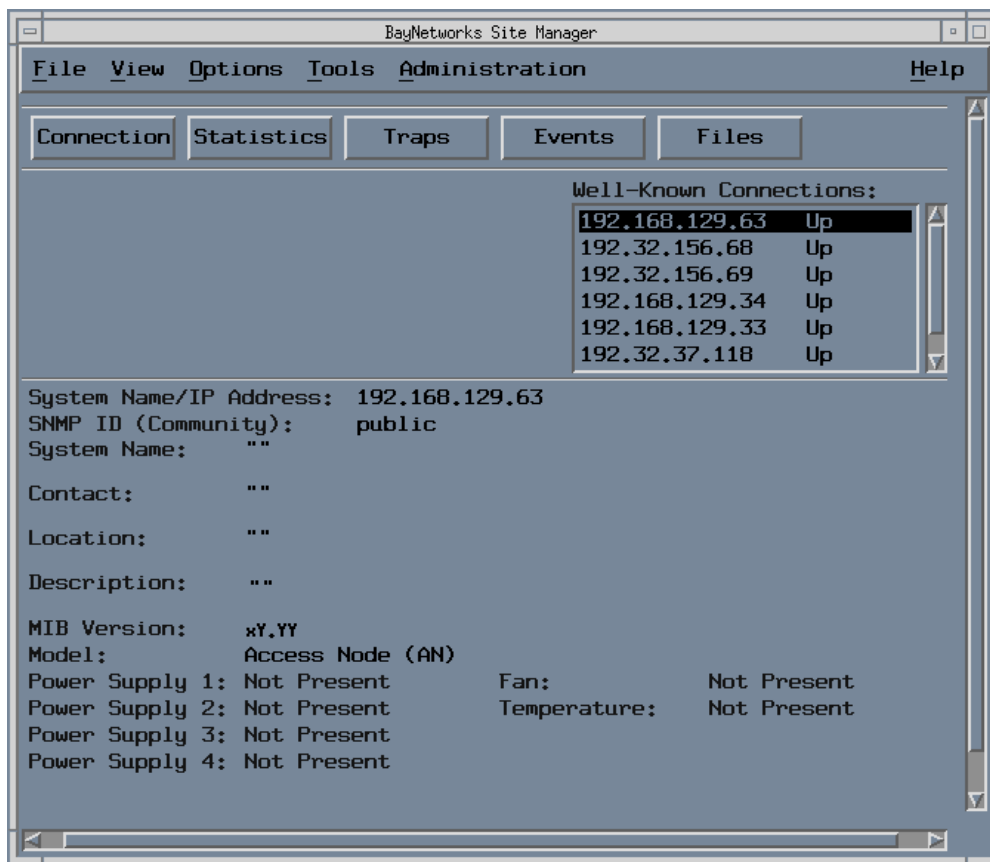 BayNetworks Site Manager
File View Options Tools Administration Help
Connection Statistics Traps Events Files
Well-Known Connections:
192.168.129.63 Up
192.32.156.68 Up
192.32.156.69 Up
192.168.129.34 Up
192.168.129.33 Up
192.32.37.118 Up
System Name/IP Address: 192.168.129.63
SNMP ID (Community): public
System Name: ""
Contact: ""
Location: ""
Description: ""
MIB Version: xY.YY
Model: Access Node (AN)
Power Supply 1: Not Present Fan: Not Present
Power Supply 2: Not Present Temperature: Not Present
Power Supply 3: Not Present
Power Supply 4: Not Present